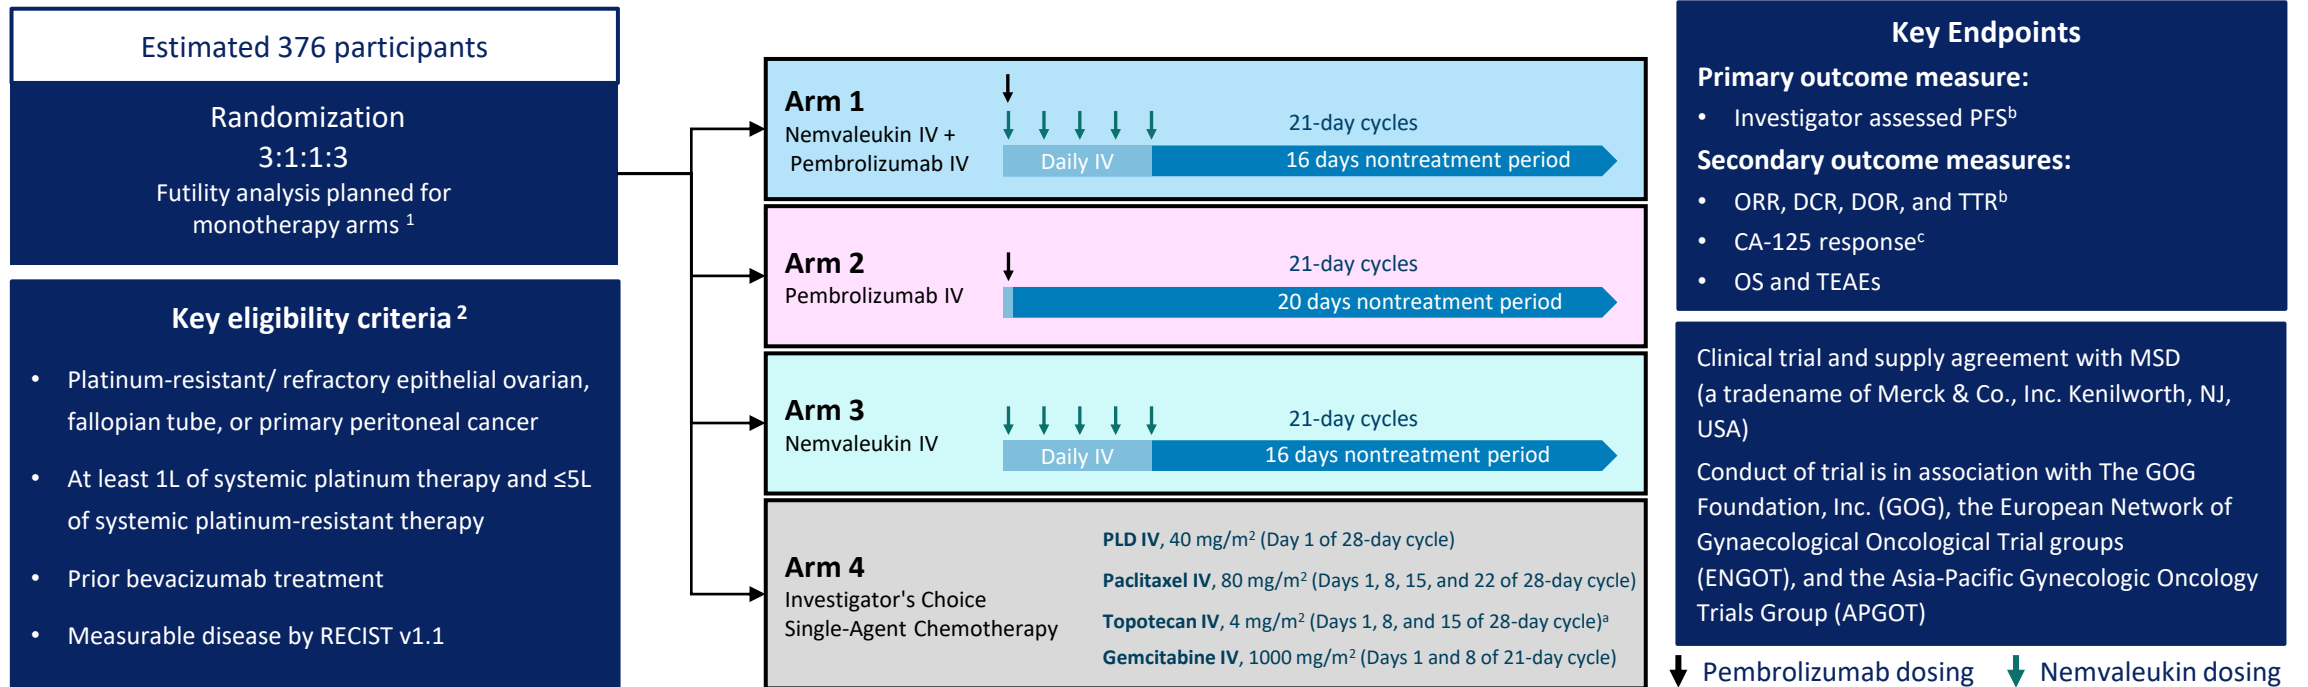 Estimated 376 participants
Randomization
3:1:1:3
Futility analysis planned for
monotherapy arms 1
Key eligibility criteria 2
• Platinum-resistant/ refractory epithelial ovarian,
fallopian tube, or primary peritoneal cancer
• At least 1L of systemic platinum therapy and ≤5L
of systemic platinum-resistant therapy
• Prior bevacizumab treatment
• Measurable disease by RECIST v1.1
Arm 1
Nemvaleukin IV +
Pembrolizumab IV
21-day cycles
Daily IV
16 days nontreatment period
Arm 2
Pembrolizumab IV
21-day cycles
20 days nontreatment period
Arm 3
Nemvaleukin IV
21-day cycles
Daily IV
16 days nontreatment period
Arm 4
Investigator's Choice
Single-Agent Chemotherapy
PLD IV, 40 mg/m2 (Day 1 of 28-day cycle)
Paclitaxel IV, 80 mg/m2 (Days 1, 8, 15, and 22 of 28-day cycle)
Topotecan IV, 4 mg/m2 (Days 1, 8, and 15 of 28-day cycle)a
Gemcitabine IV, 1000 mg/m2 (Days 1 and 8 of 21-day cycle)
Key Endpoints
Primary outcome measure:
• Investigator assessed PFSb
Secondary outcome measures:
• ORR, DCR, DOR, and TTRb
• CA-125 responsec
• OS and TEAEs
Clinical trial and supply agreement with MSD
(a tradename of Merck & Co., Inc. Kenilworth, NJ,
USA)
Conduct of trial is in association with The GOG
Foundation, Inc. (GOG), the European Network of
Gynaecological Oncological Trial groups
(ENGOT), and the Asia-Pacific Gynecologic Oncology
Trials Group (APGOT)
Pembrolizumab dosing
Nemvaleukin dosing